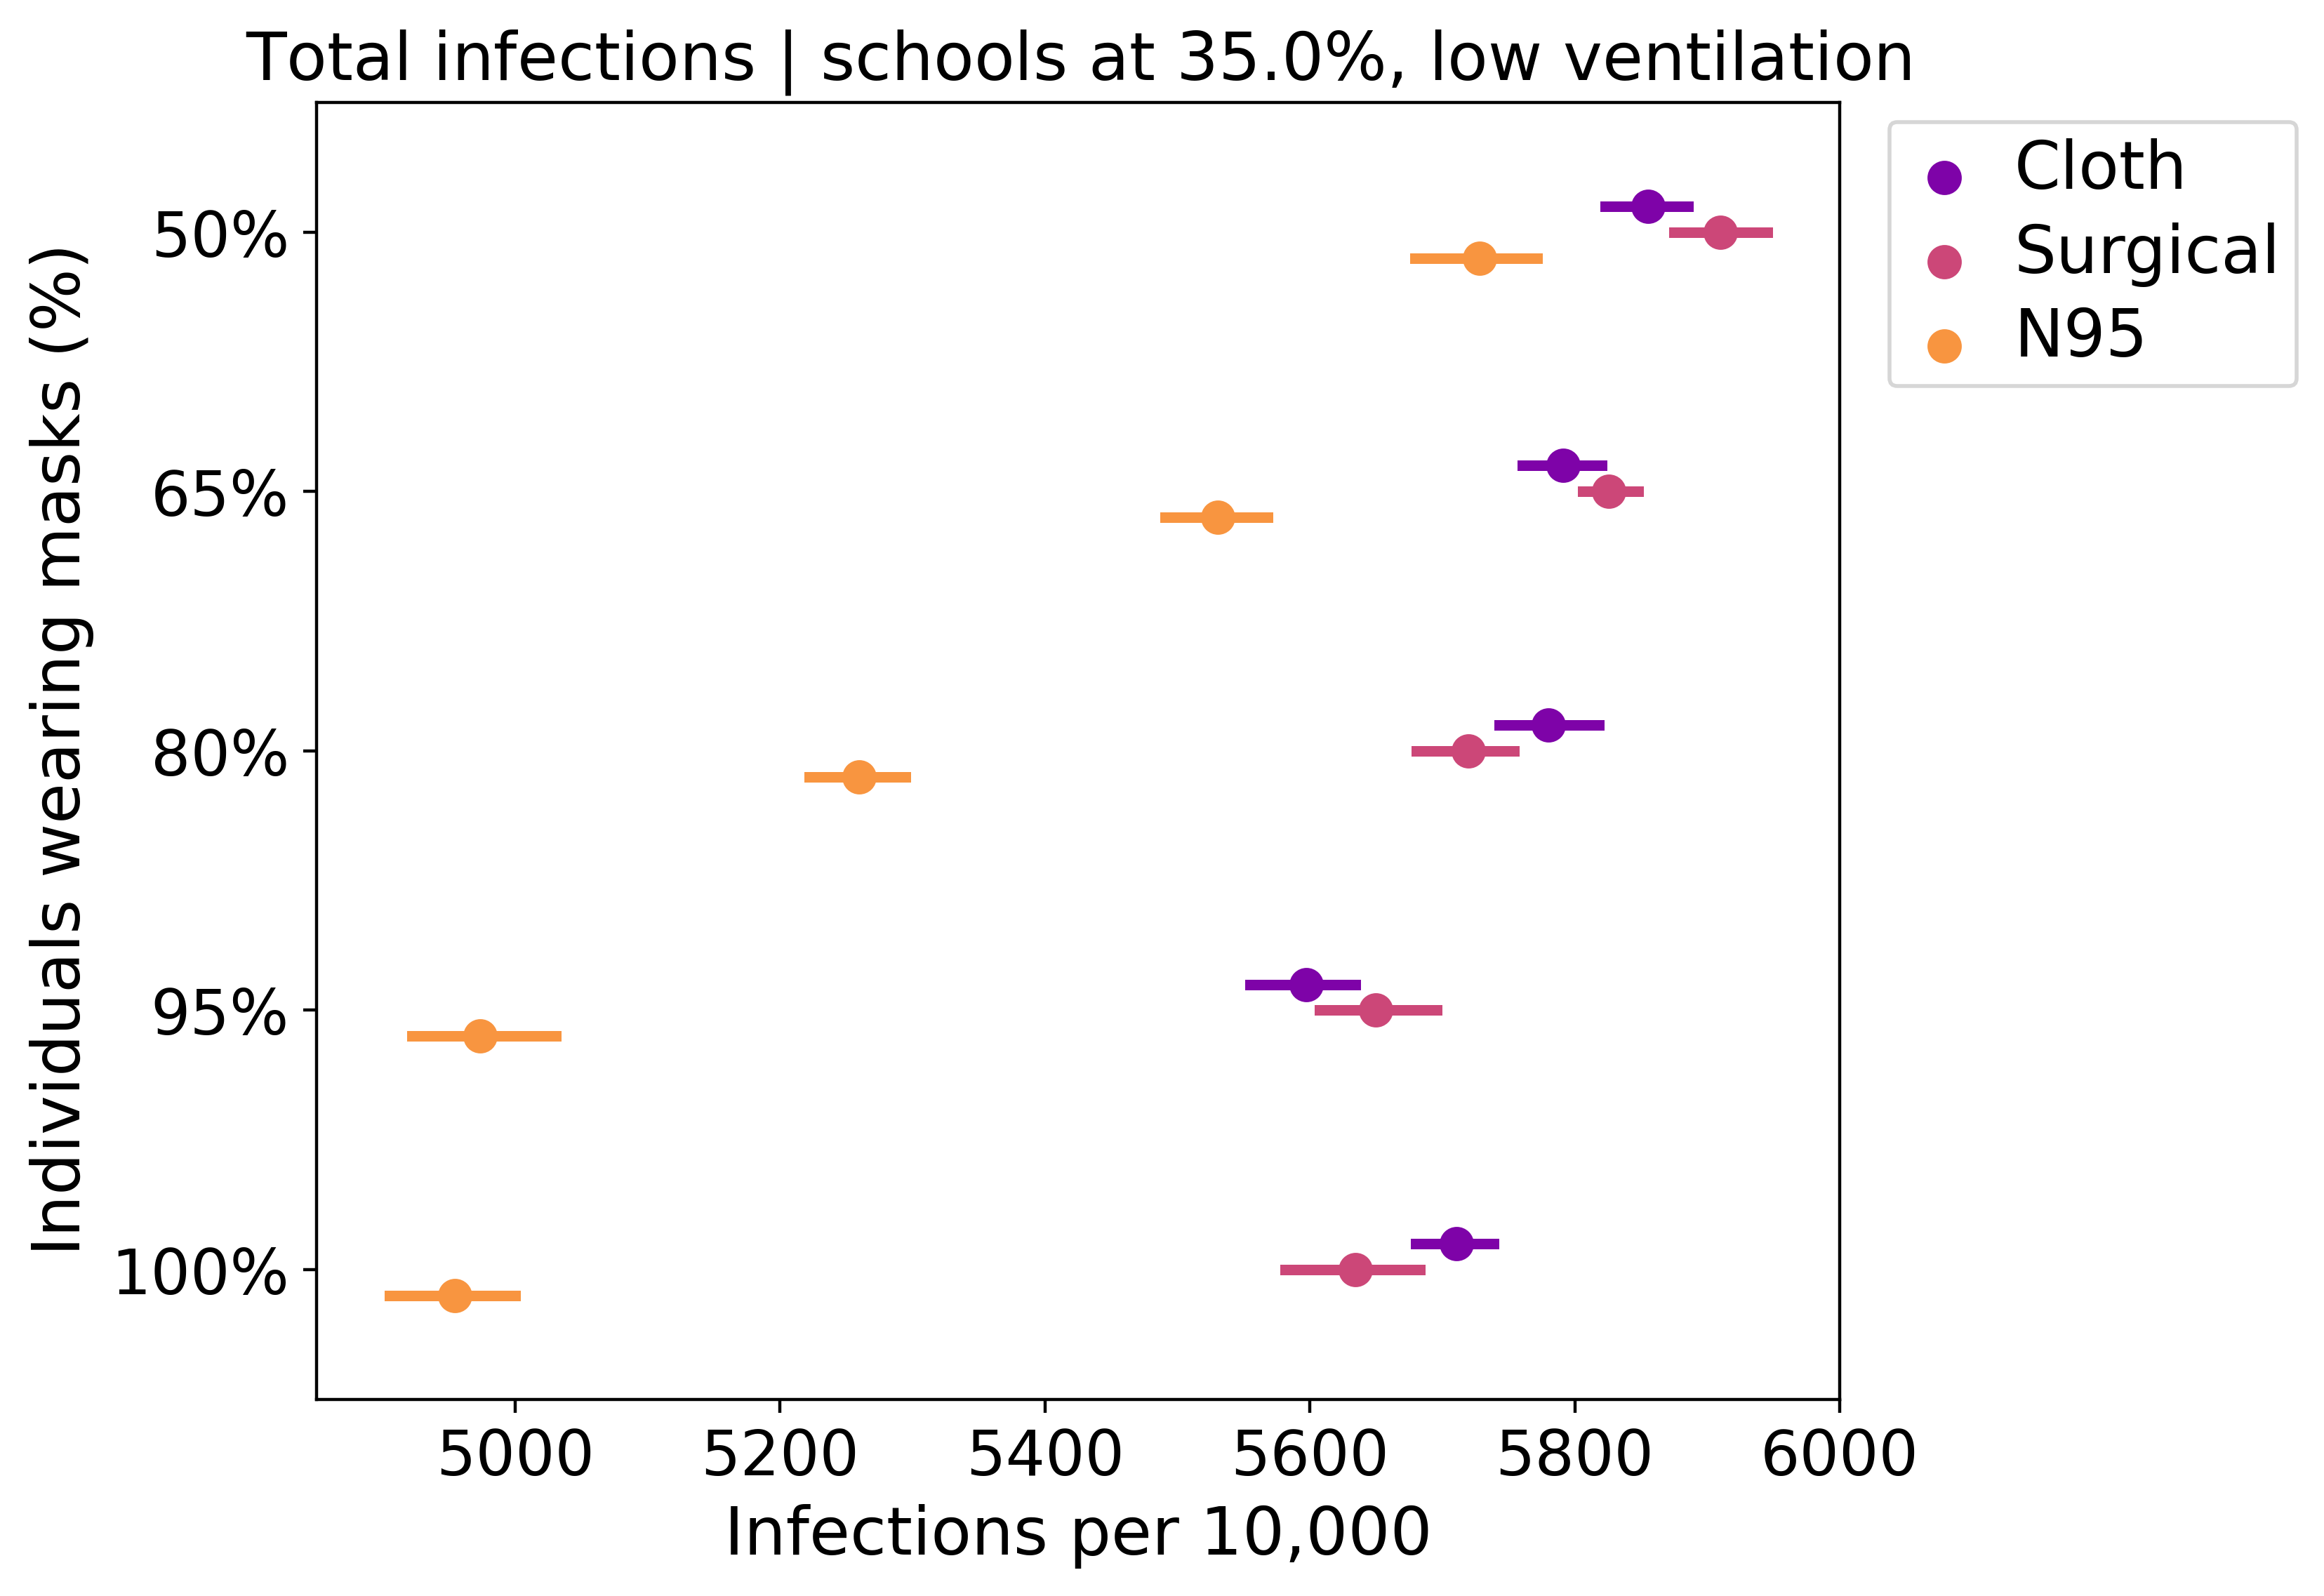 Total infections | schools at 35.0%, low ventilation
Cloth
Surgical
N95
Individuals wearing masks (%)
50%
65%
80%
95%
100%
5000 5200 5400 5600 5800 6000
Infections per 10,000